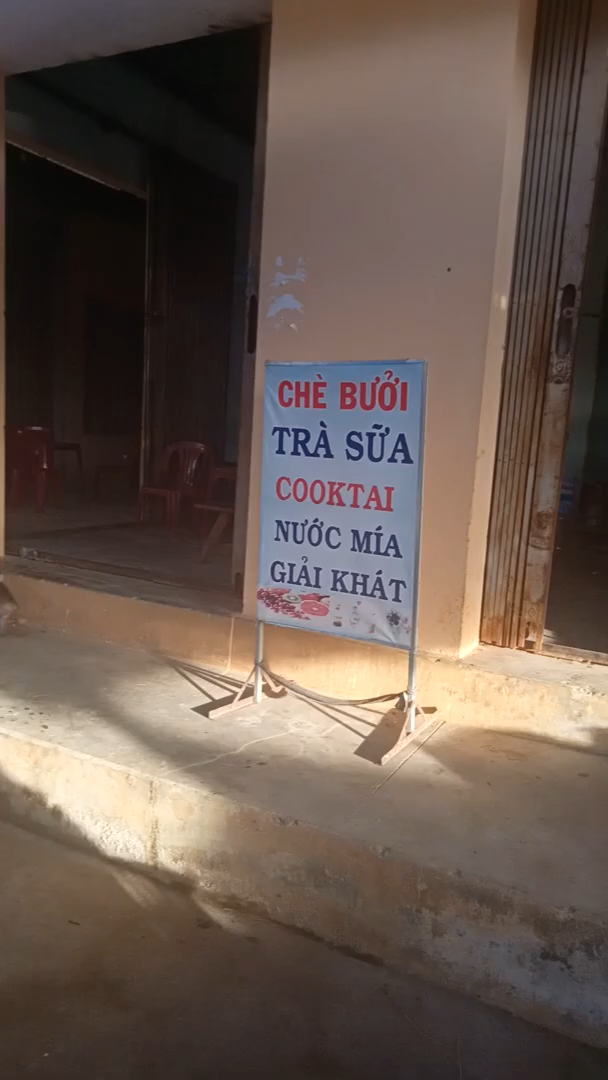 CHÈ BƯỞI
TRÀ SỮA
COOKTAI
NƯỚC MÍA
GIẢI KHÁT